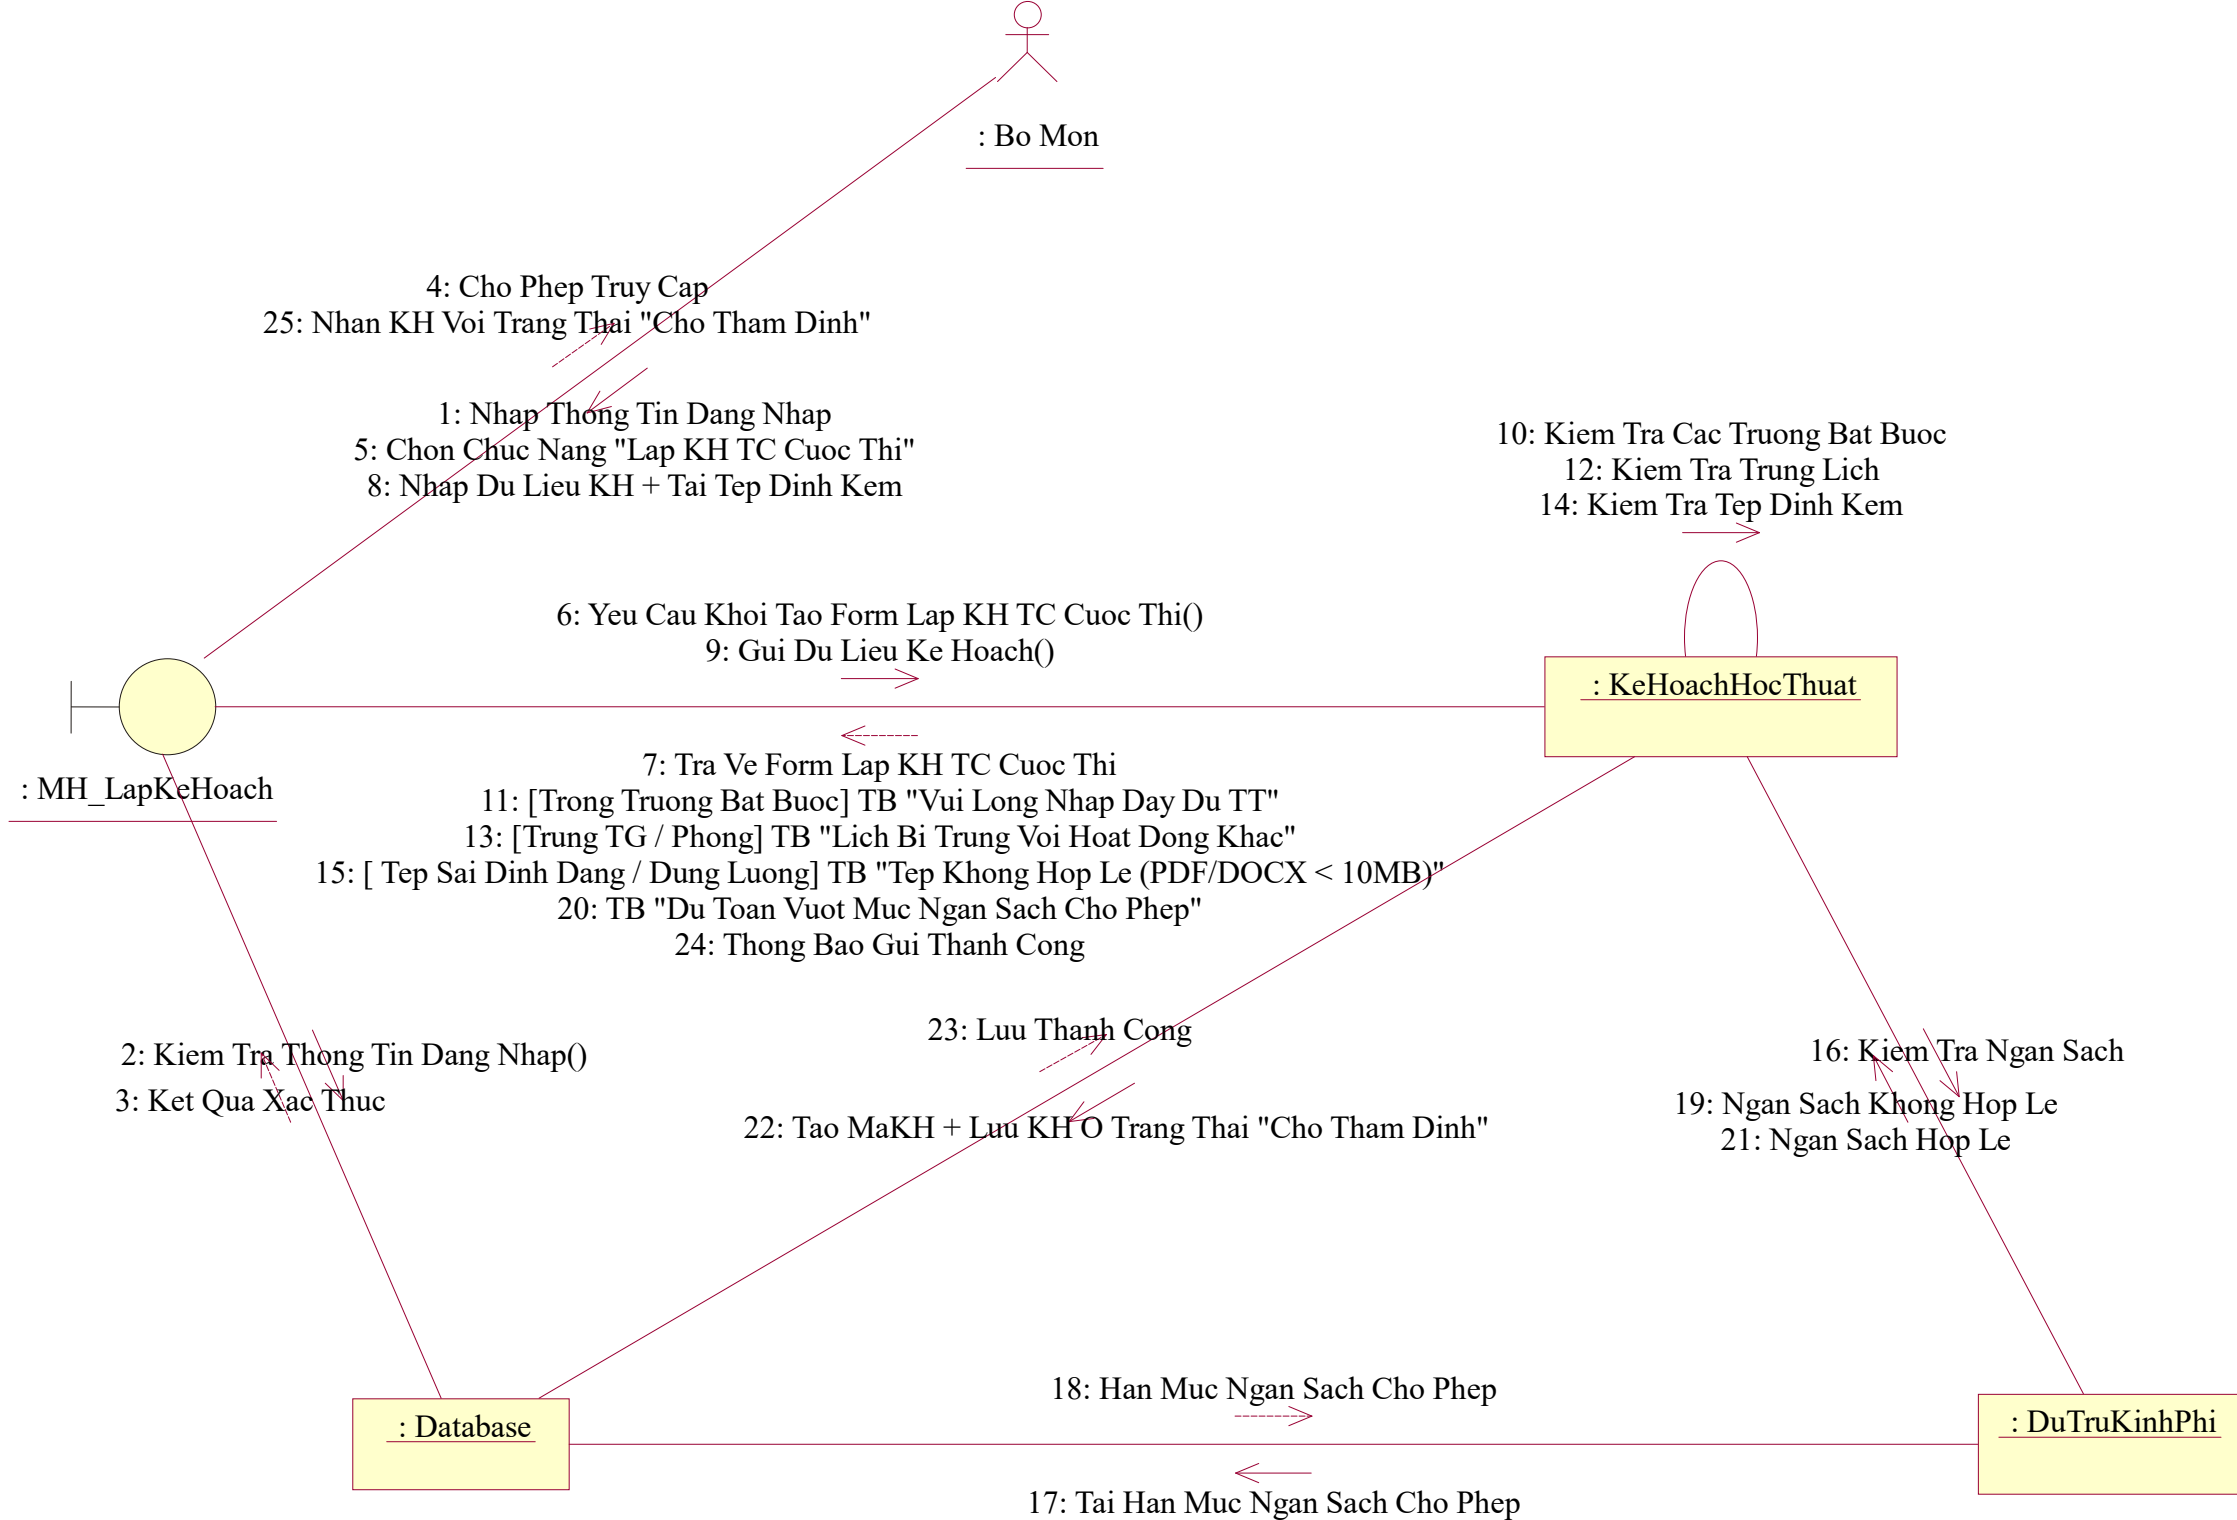 : Bo Mon
4: Cho Phep Truy Cap
25: Nhan KH Voi Trang Thai "Cho Tham Dinh"
1: Nhap Thong Tin Dang Nhap
5: Chon Chuc Nang "Lap KH TC Cuoc Thi"
8: Nhap Du Lieu KH + Tai Tep Dinh Kem
10: Kiem Tra Cac Truong Bat Buoc
12: Kiem Tra Trung Lich
14: Kiem Tra Tep Dinh Kem
6: Yeu Cau Khoi Tao Form Lap KH TC Cuoc Thi()
9: Gui Du Lieu Ke Hoach()
: KeHoachHocThuat
: MH_LapKeHoach
7: Tra Ve Form Lap KH TC Cuoc Thi
11: [Trong Truong Bat Buoc] TB "Vui Long Nhap Day Du TT"
13: [Trung TG / Phong] TB "Lich Bi Trung Voi Hoat Dong Khac"
15: [ Tep Sai Dinh Dang / Dung Luong] TB "Tep Khong Hop Le (PDF/DOCX < 10MB)"
20: TB "Du Toan Vuot Muc Ngan Sach Cho Phep"
24: Thong Bao Gui Thanh Cong
2: Kiem Tra Thong Tin Dang Nhap()
3: Ket Qua Xac Thuc
23: Luu Thanh Cong
22: Tao MaKH + Luu KH O Trang Thai "Cho Tham Dinh"
16: Kiem Tra Ngan Sach
19: Ngan Sach Khong Hop Le
21: Ngan Sach Hop Le
18: Han Muc Ngan Sach Cho Phep
: Database
: DuTruKinhPhi
17: Tai Han Muc Ngan Sach Cho Phep